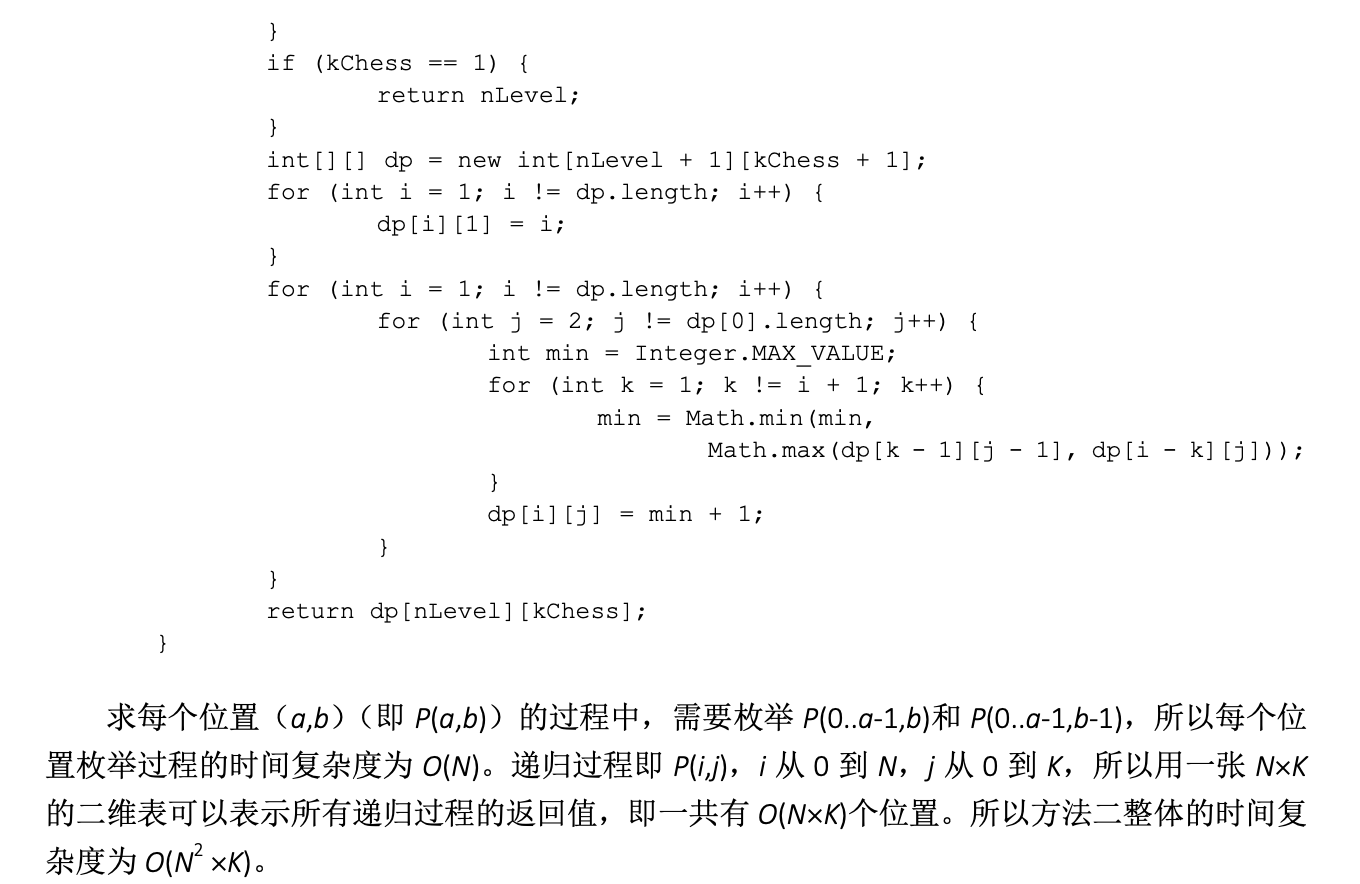 }
if (kChess == 1) {
return nLevel;
}
int[][] dp = new int[nLevel + 1][kChess + 1];
for (int i = 1; i != dp.length; i++) {
dp[i][1] = i;
}
for (int i = 1; i != dp.length; i++) {
for (int j = 2; j != dp[0].length; j++) {
int min = Integer.MAX_VALUE;
for (int k = 1; k != i + 1; k++) {
min = Math.min(min,
Math.max(dp[k - 1][j - 1], dp[i - k][j]));
}
dp[i][j] = min + 1;
}
}
return dp[nLevel][kChess];
}
求每个位置（a,b）（即 P(a,b)）的过程中，需要枚举 P(0..a-1,b)和 P(0..a-1,b-1)，所以每个位
置枚举过程的时间复杂度为 O(N)。递归过程即 P(i,j)，i 从 0 到 N，j 从 0 到 K，所以用一张 N×K
的二维表可以表示所有递归过程的返回值，即一共有 O(N×K)个位置。所以方法二整体的时间复
杂度为 O(N² ×K)。